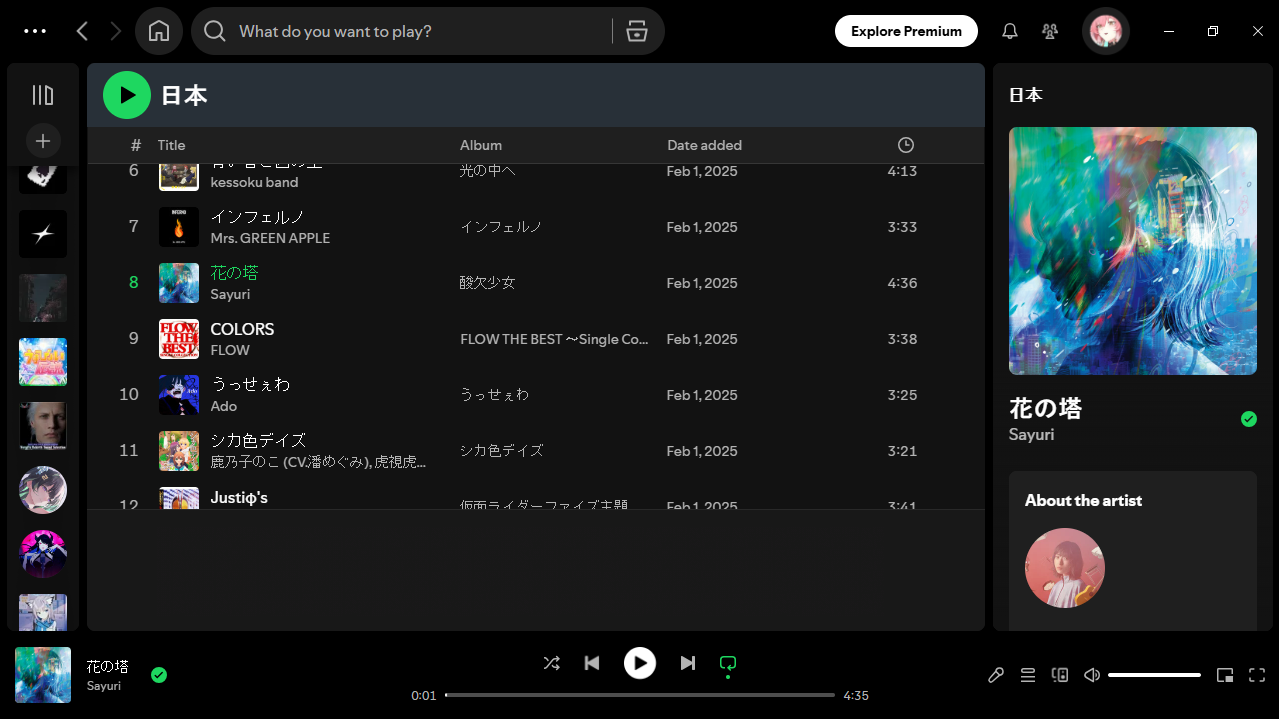 What do you want to play?
Explore Premium
日本
# Title Album Date added
6 kessoku band 光の中へ Feb 1, 2025 4:13
7 インフェルノ インフェルノ Feb 1, 2025 3:33
Mrs. GREEN APPLE
8 花の塔 酸欠少女 Feb 1, 2025 4:36
Sayuri
9 COLORS FLOW THE BEST ～Single Co... Feb 1, 2025 3:38
FLOW
10 うっせぇわ うっせぇわ Feb 1, 2025 3:25
Ado
11 シカ色デイズ シカ色デイズ Feb 1, 2025 3:21
鹿乃子のこ (CV.潘めぐみ), 虎視虎...
12 Justiφ's 仮面ライダーファイズ主題 Feb 1, 2025 3:41
日本
花の塔
Sayuri
About the artist
花の塔
Sayuri
0:01 4:35